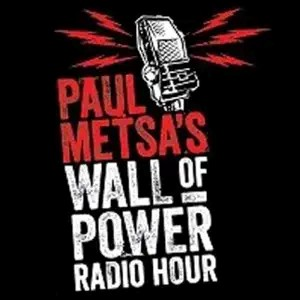 PAUL
METSA'S
WALL OF
POWER
RADIO HOUR